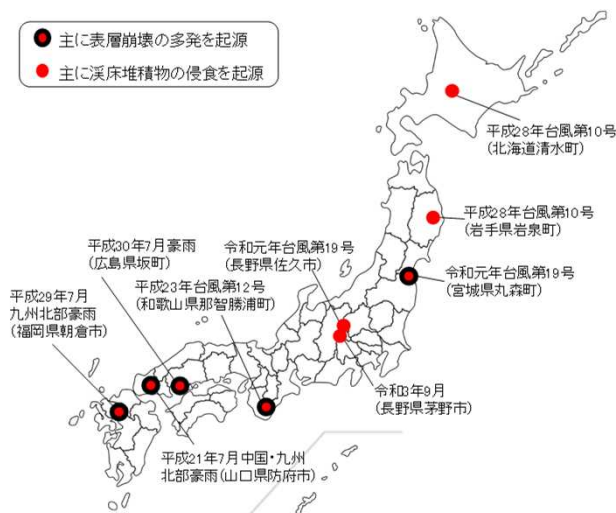 主に表層崩壊の多発を起源
主に渓床堆積物の侵食を起源
平成28年台風第10号
(北海道清水町)
平成28年台風第10号
(岩手県岩泉町)
平成30年7月豪雨
(広島県坂町)
令和元年台風第19号
(長野県佐久市)
令和元年台風第19号
(宮城県丸森町)
平成23年台風第12号
(和歌山県那智勝浦町)
平成29年7月
九州北部豪雨
(福岡県朝倉市)
令和3年9月
(長野県茅野市)
平成21年7月中国・九州
北部豪雨(山口県防府市)